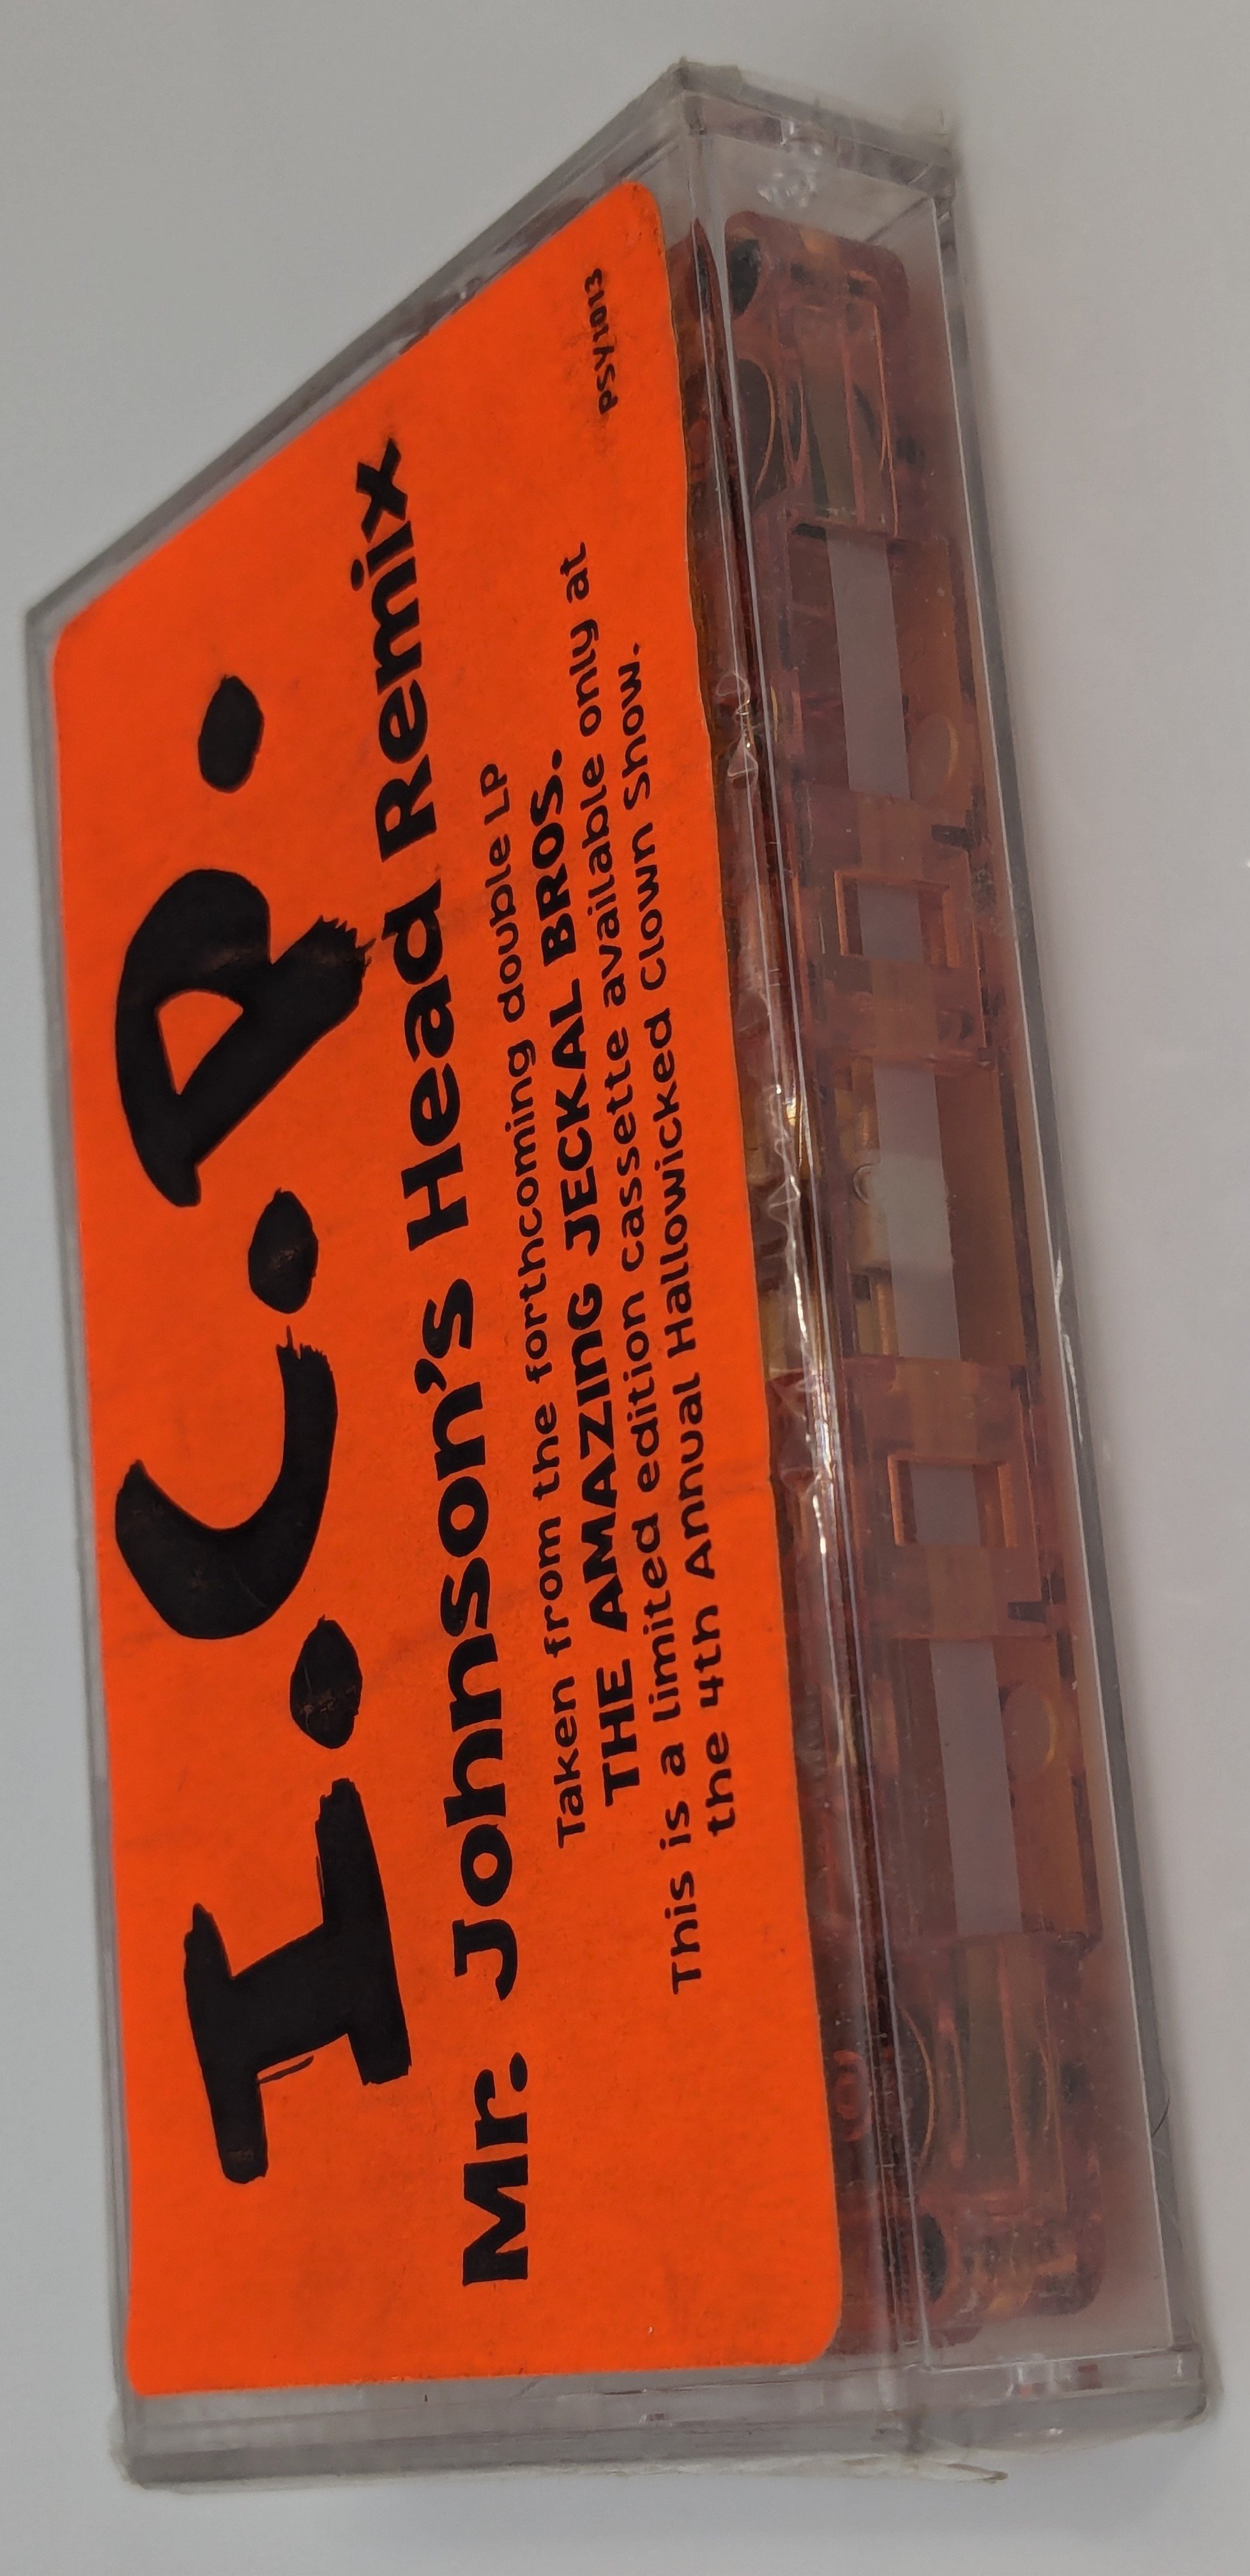 I.C.P.
Mr. Johnson's Head Remix
Taken from the forthcoming double LP
THE AMAZING JECKAL BROS.
This is a limited edition cassette available only at
the 4th Annual Hallowicked Clown Show.
PSY1013